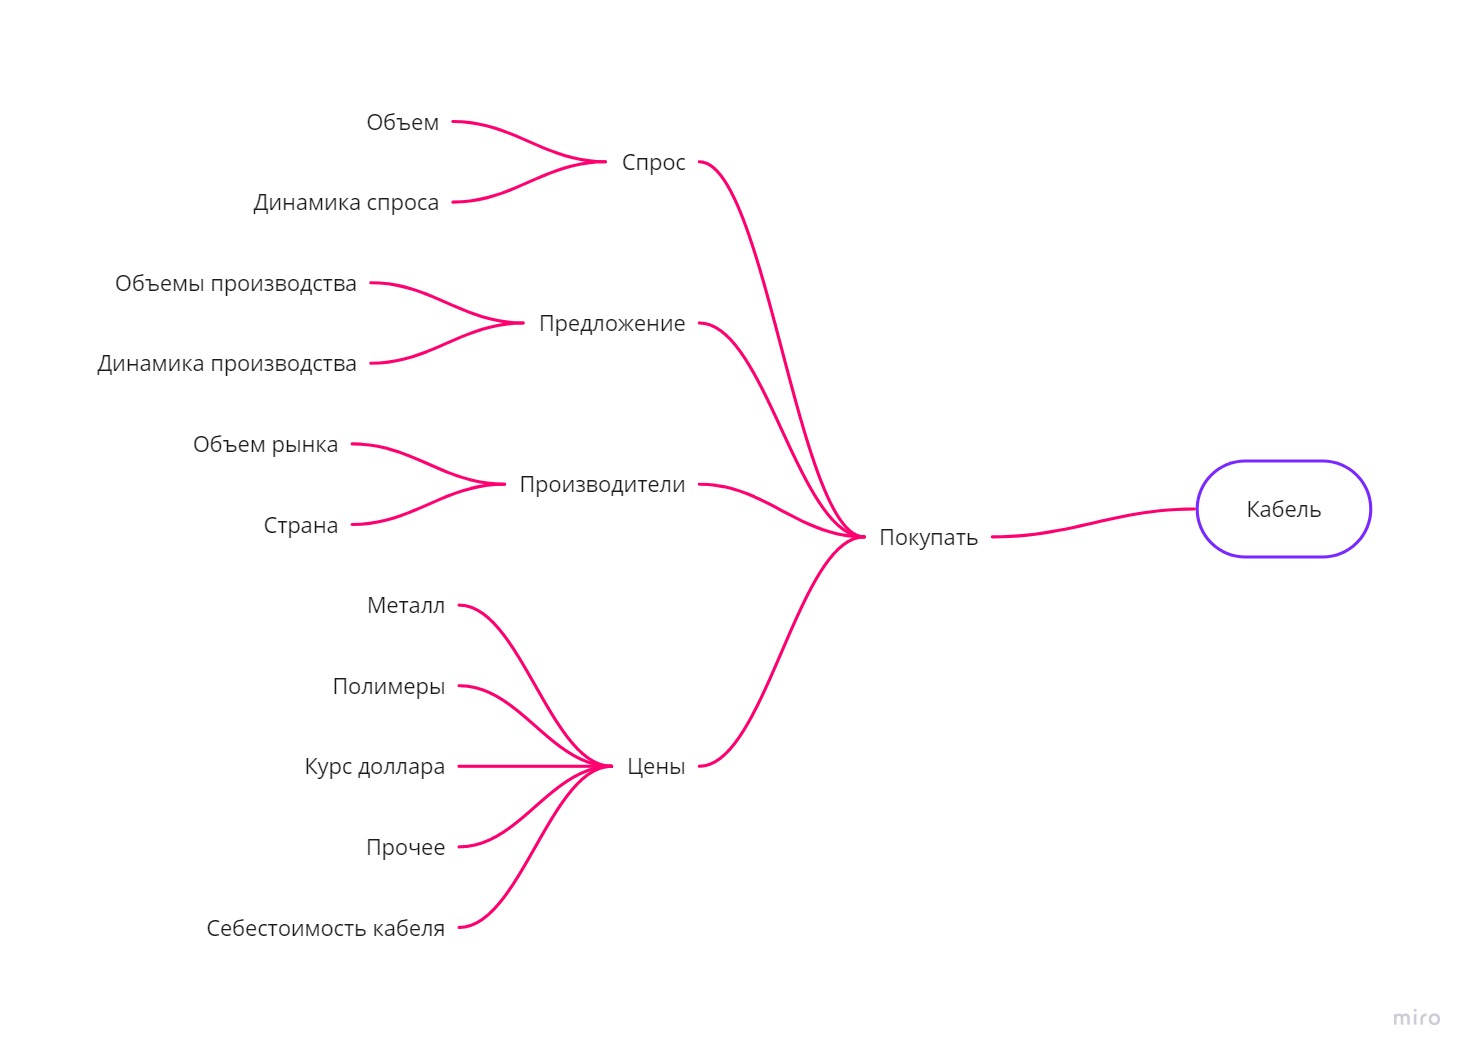 Объем
Спрос
Динамика спроса
Объемы производства
Предложение
Динамика производства
Объем рынка
Производители
Страна
Покупать
Кабель
Металл
Полимеры
Курс доллара
Цены
Прочее
Себестоимость кабеля
miro